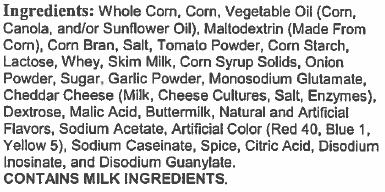 Ingredients: Whole Corn, Corn, Vegetable Oil (Corn,
Canola, and/or Sunflower Oil), Maltodextrin (Made From
Corn), Corn Bran, Salt, Tomato Powder, Corn Starch,
Lactose, Whey, Skim Milk, Corn Syrup Solids, Onion
Powder, Sugar, Garlic Powder, Monosodium Glutamate,
Cheddar Cheese (Milk, Cheese Cultures, Salt, Enzymes),
Dextrose, Malic Acid, Buttermilk, Natural and Artificial
Flavors, Sodium Acetate, Artificial Color (Red 40, Blue 1,
Yellow 5), Sodium Caseinate, Spice, Citric Acid, Disodium
Inosinate, and Disodium Guanylate.
CONTAINS MILK INGREDIENTS.